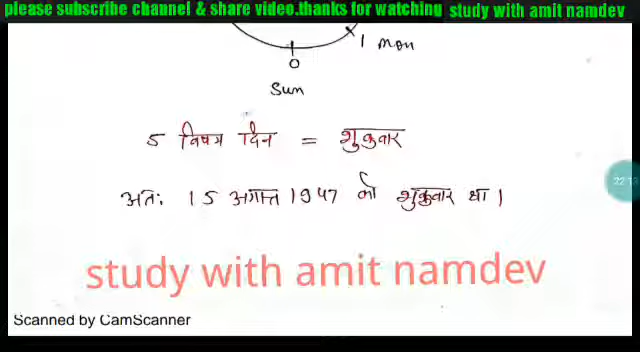 please subscribe channel & share video.thanks for watching study with amit namdev
1 mon
0
Sun
5 विषम दिन = शुक्रवार
अतः 15 अगस्त 1947 को शुक्रवार था।
study with amit namdev
Scanned by CamScanner